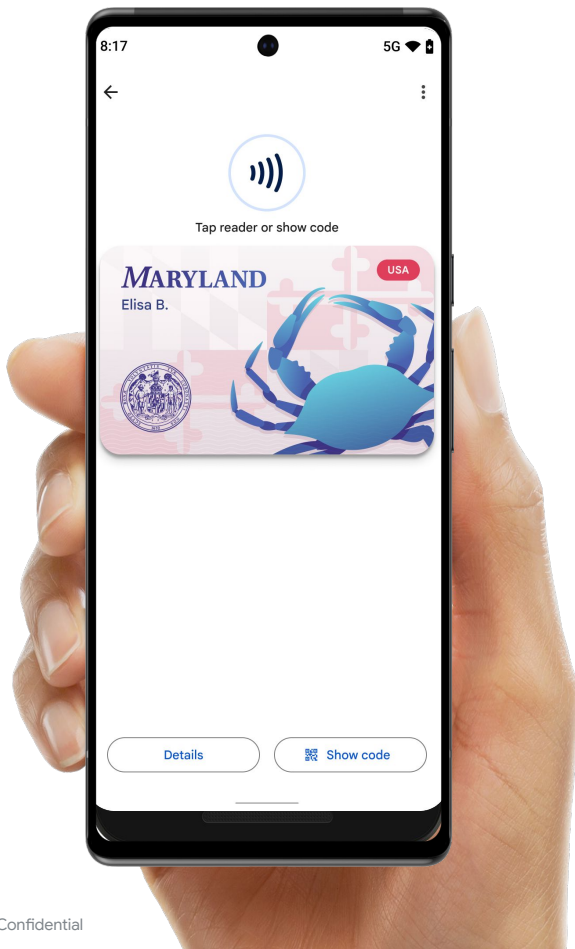 8:17
5G
Tap reader or show code
MARYLAND
USA
Elisa B.
Details
Show code
Confidential